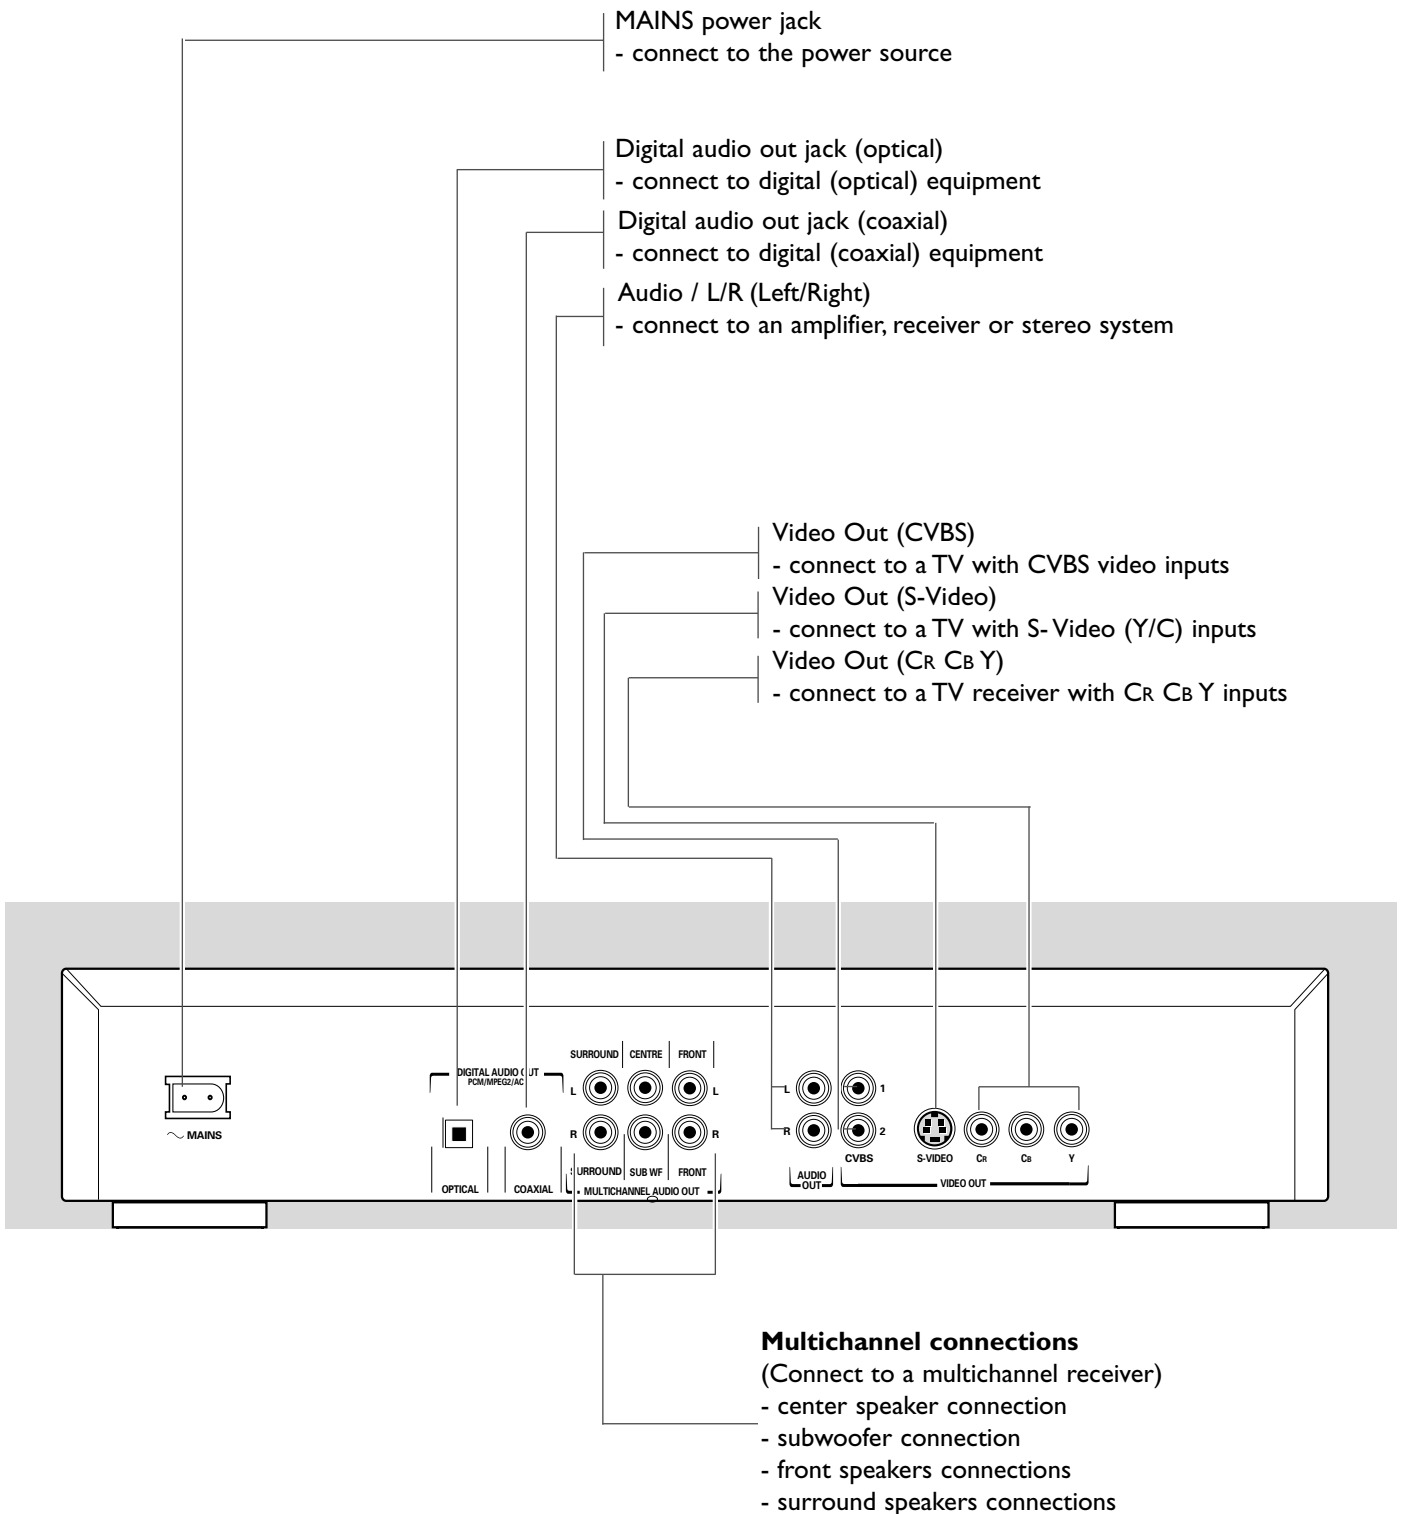 MAINS power jack
- connect to the power source
Digital audio out jack (optical)
- connect to digital (optical) equipment
Digital audio out jack (coaxial)
- connect to digital (coaxial) equipment
Audio / L/R (Left/Right)
- connect to an amplifier, receiver or stereo system
Video Out (CVBS)
- connect to a TV with CVBS video inputs
Video Out (S-Video)
- connect to a TV with S-Video (Y/C) inputs
Video Out (CR CB Y)
- connect to a TV receiver with CR CB Y inputs
SURROUND CENTRE FRONT
DIGITAL AUDIO OUT
PCM/MPEG2/AC
L L L 1
R R R 2
~ MAINS
CVBS S-VIDEO CR CB Y
SURROUND SUB WF FRONT
AUDIO OUT
VIDEO OUT
OPTICAL COAXIAL
MULTICHANNEL AUDIO OUT
Multichannel connections
(Connect to a multichannel receiver)
- center speaker connection
- subwoofer connection
- front speakers connections
- surround speakers connections